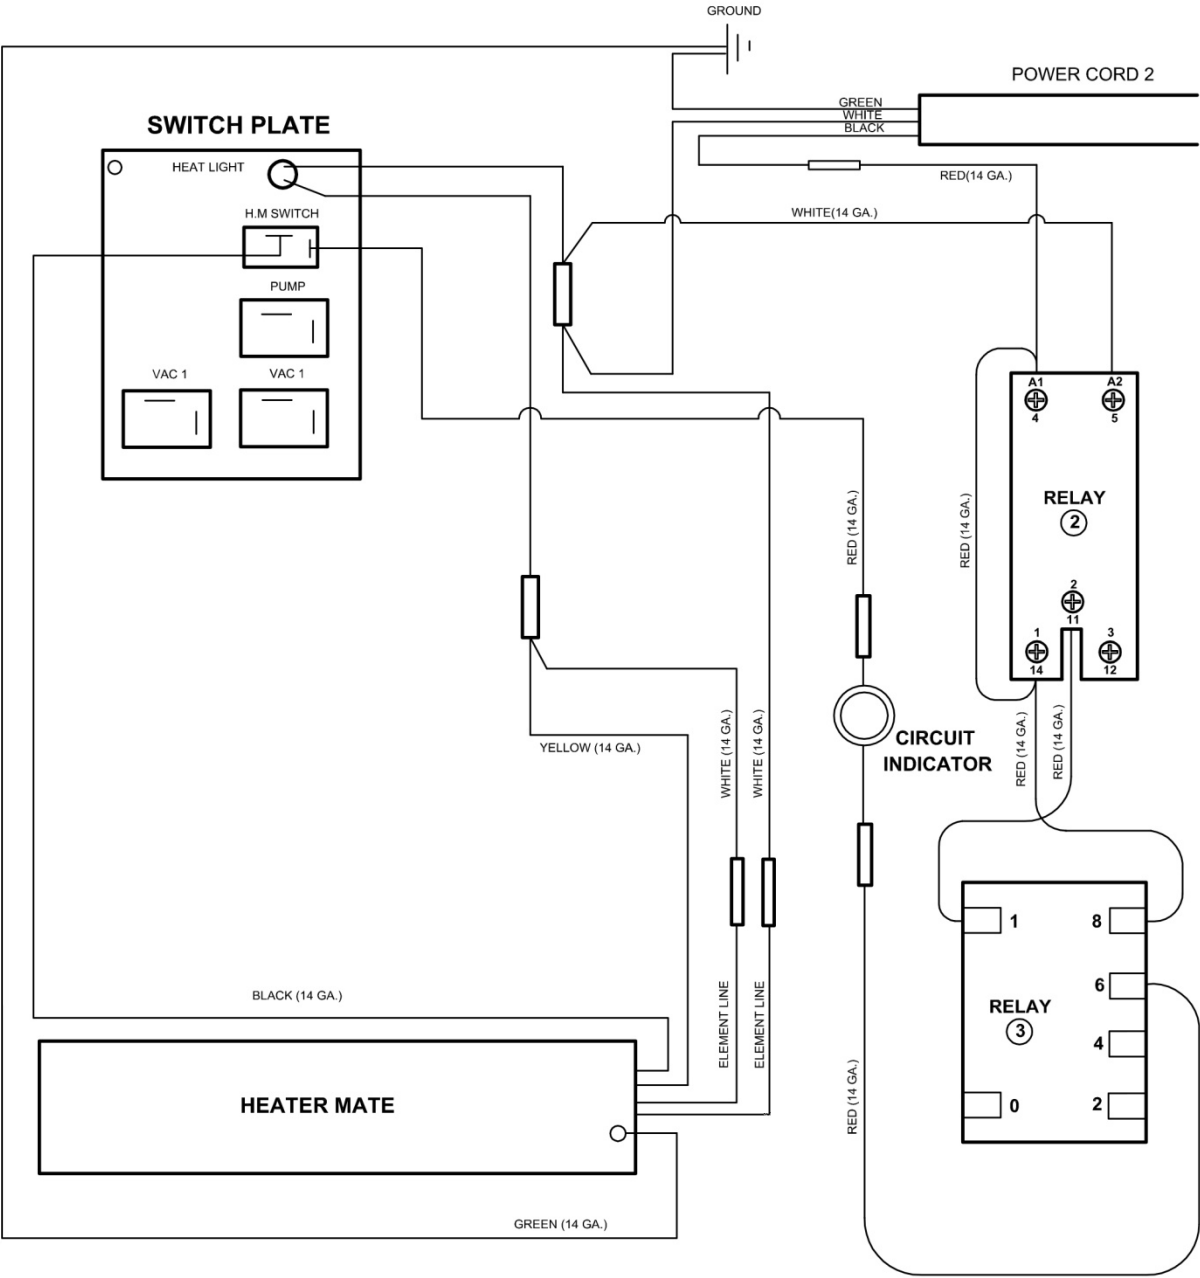 GROUND
POWER CORD 2
GREEN
WHITE
BLACK
SWITCH PLATE
HEAT LIGHT
RED(14 GA.)
H.M SWITCH
WHITE(14 GA.)
PUMP
VAC 1
VAC 1
A1
A2
4
5
RED (14 GA.)
RED (14 GA.)
RELAY
2
2
11
1
3
14
12
WHITE (14 GA.)
WHITE (14 GA.)
YELLOW (14 GA.)
CIRCUIT
INDICATOR
RED (14 GA.)
RED (14 GA.)
1
8
6
RELAY
3
4
0
2
BLACK (14 GA.)
ELEMENT LINE
ELEMENT LINE
RED (14 GA.)
HEATER MATE
GREEN (14 GA.)